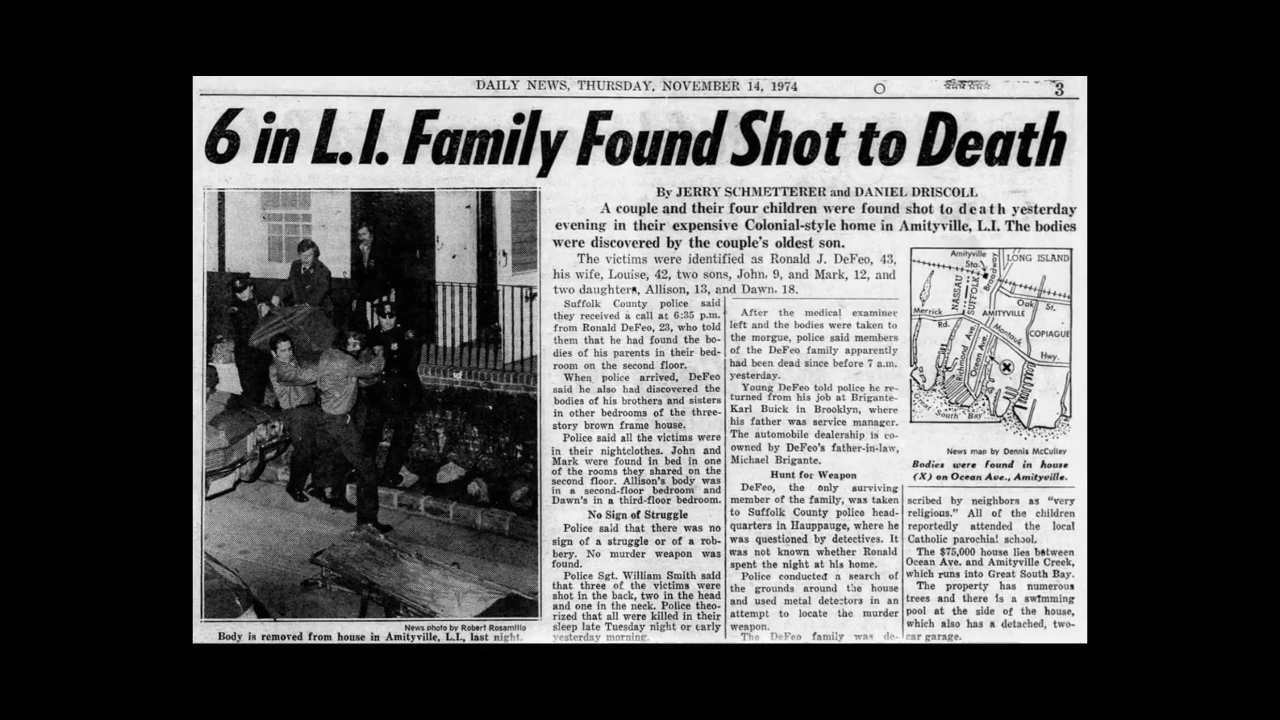 DAILY NEWS, THURSDAY, NOVEMBER 14, 1974
3
6 in L.I. Family Found Shot to Death
By JERRY SCHMETTERER and DANIEL DRISCOLL
A couple and their four children were found shot to death yesterday
evening in their expensive Colonial-style home in Amityville, L.I. The bodies
were discovered by the couple's oldest son.
The victims were identified as Ronald J. DeFeo, 43,
his wife, Louise, 42, two sons, John, 9, and Mark, 12, and
two daughters, Allison, 13, and Dawn, 18.
Suffolk County police said
they received a call at 6:35 p.m.
from Ronald DeFeo, 23, who told
them that he had found the bo-
dies of his parents in their bed-
room on the second floor.
When police arrived, DeFeo
said he also had discovered the
bodies of his brothers and sisters
in other bedrooms of the three-
story brown frame house.
Police said all the victims were
in their nightclothes. John and
Mark were found in bed in one
of the rooms they shared on the
second floor. Allison's body was
in a second-floor bedroom and
Dawn's in a third-floor bedroom.
No Sign of Struggle
Police said that there was no
sign of a struggle or of a rob-
bery. No murder weapon was
found.
Police Sgt. William Smith said
that three of the victims were
shot in the back, two in the head
and one in the neck. Police theo-
rized that all were killed in their
sleep late Tuesday night or early
yesterday morning.
After the medical examiner
left and the bodies were taken to
the morgue, police said members
of the DeFeo family apparently
had been dead since before 7 a.m.
yesterday.
Young DeFeo told police he re-
turned from his job at Brigante-
Karl Buick in Brooklyn, where
his father was service manager.
The automobile dealership is co-
owned by DeFeo's father-in-law,
Michael Brigante.
Hunt for Weapon
DeFeo, the only surviving
member of the family, was taken
to Suffolk County police head-
quarters in Hauppauge, where he
was questioned by detectives. It
was not known whether Ronald
spent the night at his home.
Police conducted a search of
the grounds around the house
and used metal detectors in an
attempt to locate the murder
weapon.
The DeFeo family was de-
Amityville
Sta.
Broadway
LONG ISLAND
NASSAU
SUFFOLK
Oak
St.
Merrick
Rd.
AMITYVILLE
Montauk
COPIAGUE
Hwy.
Richmond Ave.
Ocean Ave.
South Bay
News map by Dennis McCulley
Bodies were found in house
(X) on Ocean Ave., Amityville.
scribed by neighbors as "very
religious." All of the children
reportedly attended the local
Catholic parochial school.
The $75,000 house lies between
Ocean Ave. and Amityville Creek,
which runs into Great South Bay.
The property has numerous
trees and there is a swimming
pool at the side of the house,
which also has a detached, two-
car garage.
News photo by Robert Rosamilio
Body is removed from house in Amityville, L.I., last night.